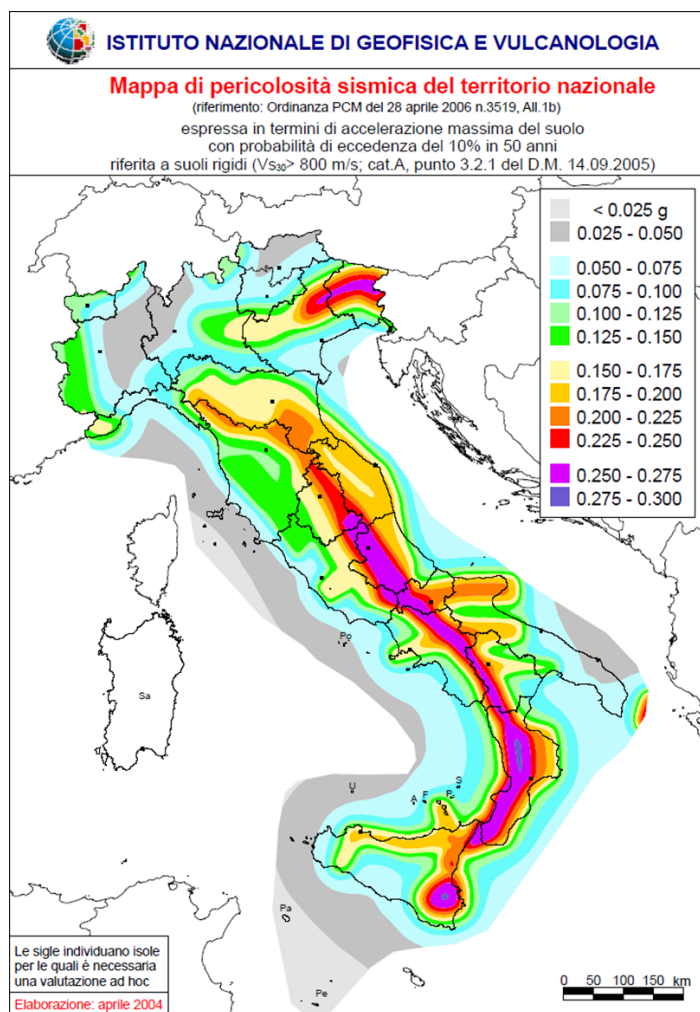 ISTITUTO NAZIONALE DI GEOFISICA E VULCANOLOGIA
Mappa di pericolosità sismica del territorio nazionale
(riferimento: Ordinanza PCM del 28 aprile 2006 n.3519, All.1b)
espressa in termini di accelerazione massima del suolo
con probabilità di eccedenza del 10% in 50 anni
riferita a suoli rigidi (Vs30> 800 m/s; cat.A, punto 3.2.1 del D.M. 14.09.2005)
< 0.025 g
0.025 - 0.050
0.050 - 0.075
0.075 - 0.100
0.100 - 0.125
0.125 - 0.150
0.150 - 0.175
0.175 - 0.200
0.200 - 0.225
0.225 - 0.250
0.250 - 0.275
0.275 - 0.300
Po
Sa
U
A
F
P
S
Pa
Pe
Le sigle individuano isole
per le quali è necessaria
una valutazione ad hoc
Elaborazione: aprile 2004
0 50 100 150 km